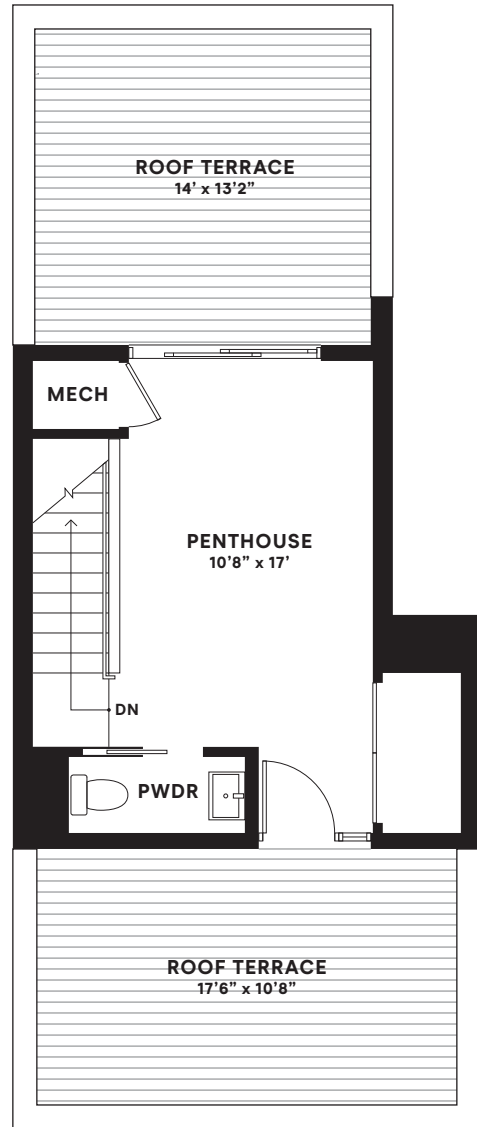 ROOF TERRACE
14’ x 13’2”
MECH
PENTHOUSE
10’8” x 17’
DN
PWDR
ROOF TERRACE
17’6” x 10’8”